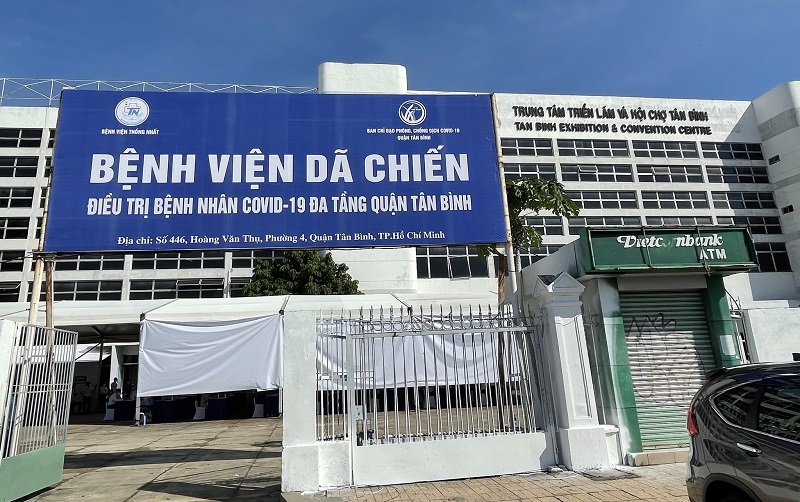 TN
BỆNH VIỆN THỐNG NHẤT
BAN CHỈ ĐẠO PHÒNG, CHỐNG DỊCH COVID-19
QUẬN TÂN BÌNH
BỆNH VIỆN DÃ CHIẾN
ĐIỀU TRỊ BỆNH NHÂN COVID-19 ĐA TẦNG QUẬN TÂN BÌNH
Địa chỉ: Số 446, Hoàng Văn Thụ, Phường 4, Quận Tân Bình, TP.Hồ Chí Minh
TRUNG TÂM TRIỂN LÃM VÀ HỘI CHỢ TÂN BÌNH
TAN BINH EXHIBITION & CONVENTION CENTRE
Vietc nbank
ATM